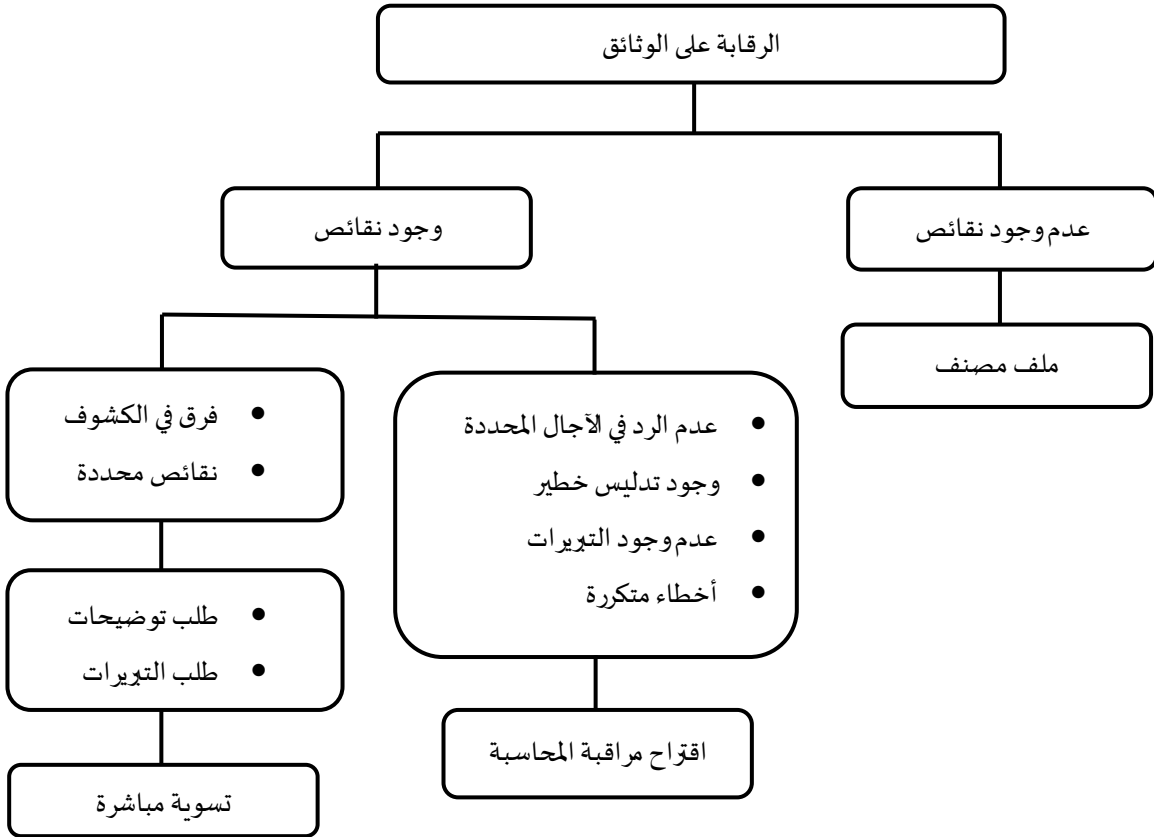 الرقابة على الوثائق
عدم وجود نقائص
وجود نقائص
ملف مصنف
عدم الرد في الآجال المحددة
وجود تدليس خطير
عدم وجود التبريرات
أخطاء متكررة
اقتراح مراقبة المحاسبة
فرق في الكشوف
نقائص محددة
طلب توضيحات
طلب التبريرات
تسوية مباشرة